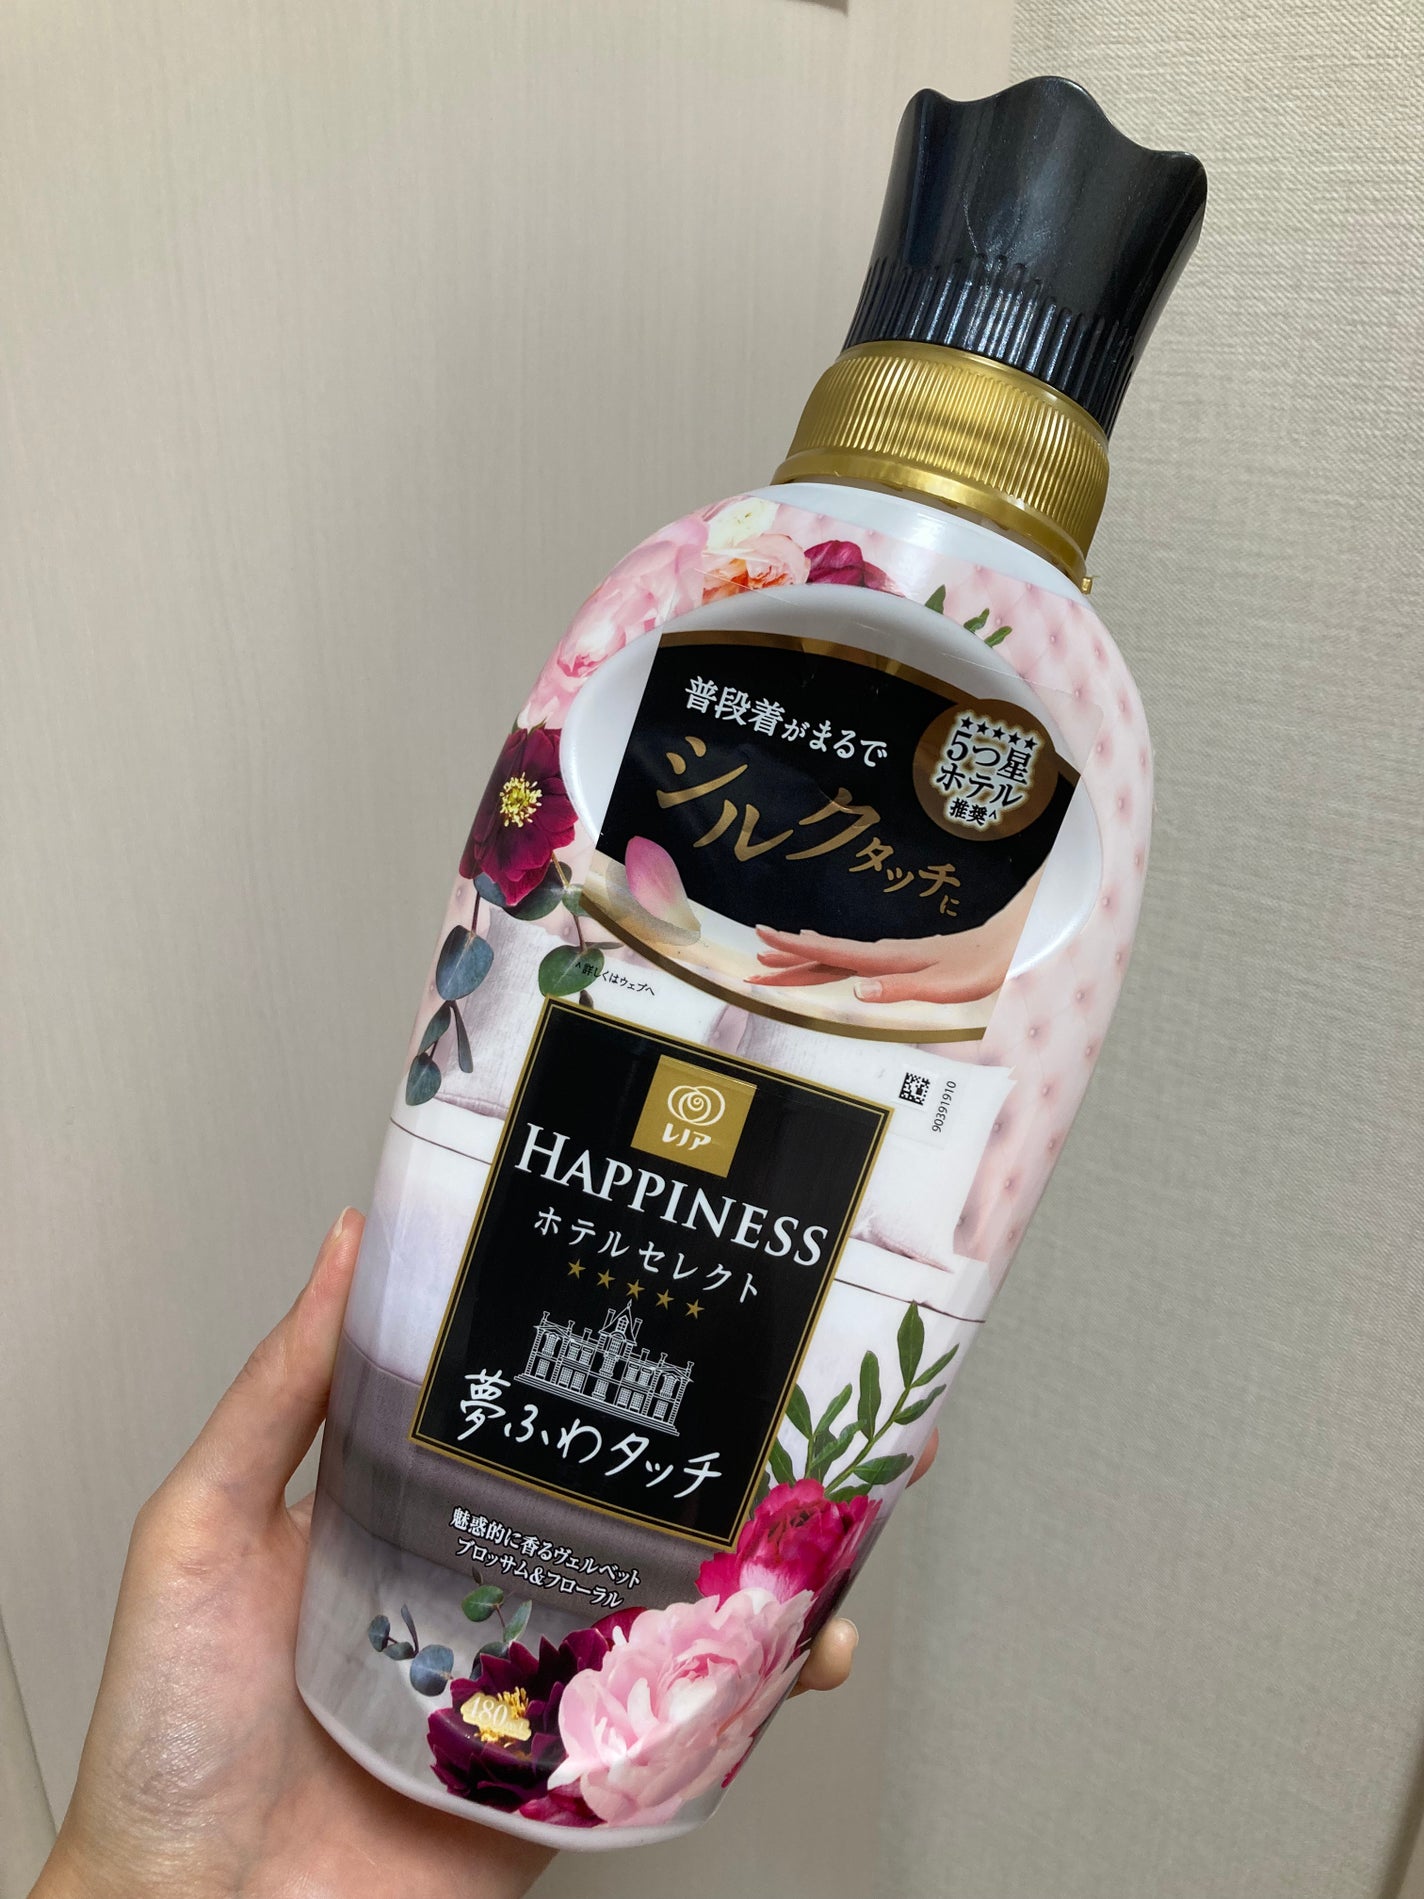 普段着がまるで
シルクタッチに
★★★★★
5つ星
ホテル
推奨^
^詳しくはウェブへ
90391910
レノア
HAPPINESS
ホテルセレクト
★★★★★
夢ふわタッチ
魅惑的に香るヴェルベット
ブロッサム&フローラル
480mL